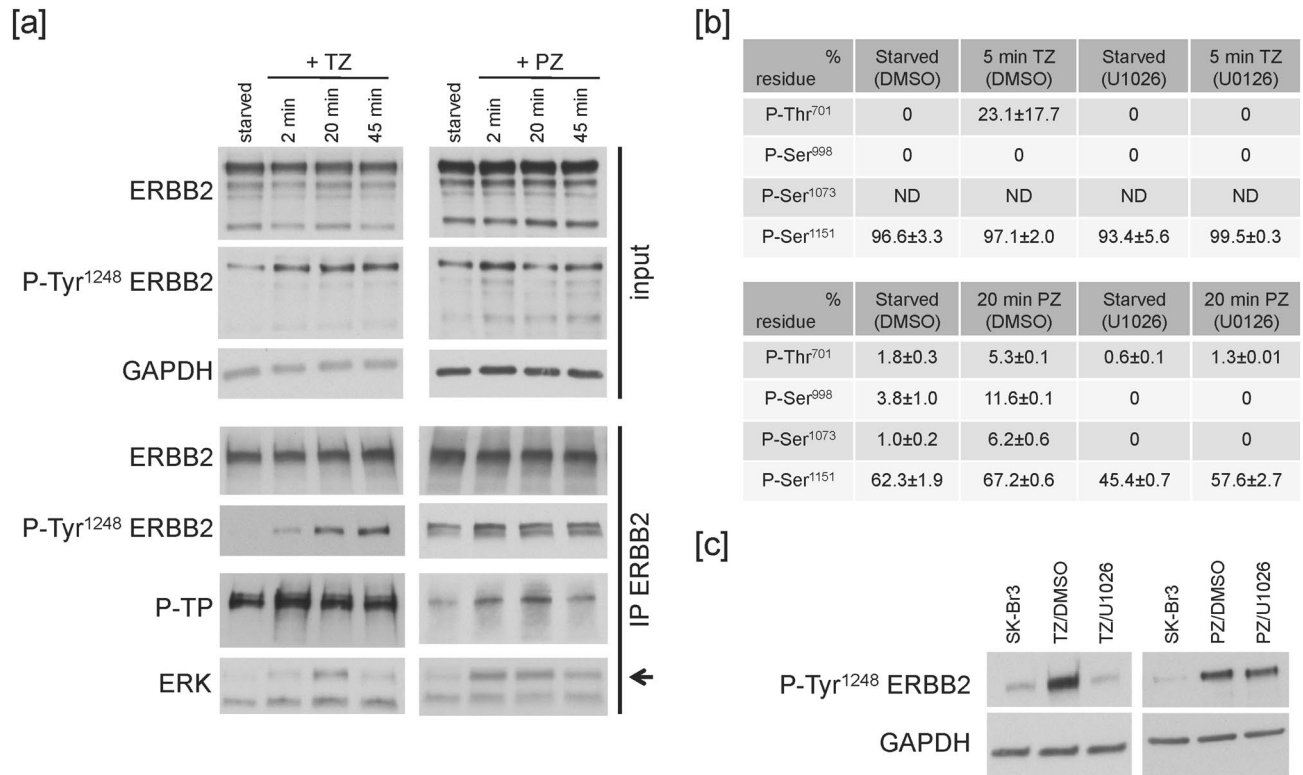 [a]
+ TZ
+ PZ
starved
2 min
20 min
45 min
starved
2 min
20 min
45 min
ERBB2
P-Tyr1248 ERBB2
GAPDH
input
ERBB2
P-Tyr1248 ERBB2
P-TP
ERK
IP ERBB2
[b]
% residue Starved (DMSO) 5 min TZ (DMSO) Starved (U1026) 5 min TZ (U0126)
P-Thr701 0 23.1±17.7 0 0
P-Ser998 0 0 0 0
P-Ser1073 ND ND ND ND
P-Ser1151 96.6±3.3 97.1±2.0 93.4±5.6 99.5±0.3
% residue Starved (DMSO) 20 min PZ (DMSO) Starved (U1026) 20 min PZ (U0126)
P-Thr701 1.8±0.3 5.3±0.1 0.6±0.1 1.3±0.01
P-Ser998 3.8±1.0 11.6±0.1 0 0
P-Ser1073 1.0±0.2 6.2±0.6 0 0
P-Ser1151 62.3±1.9 67.2±0.6 45.4±0.7 57.6±2.7
[c]
SK-Br3
TZ/DMSO
TZ/U1026
SK-Br3
PZ/DMSO
PZ/U1026
P-Tyr1248 ERBB2
GAPDH